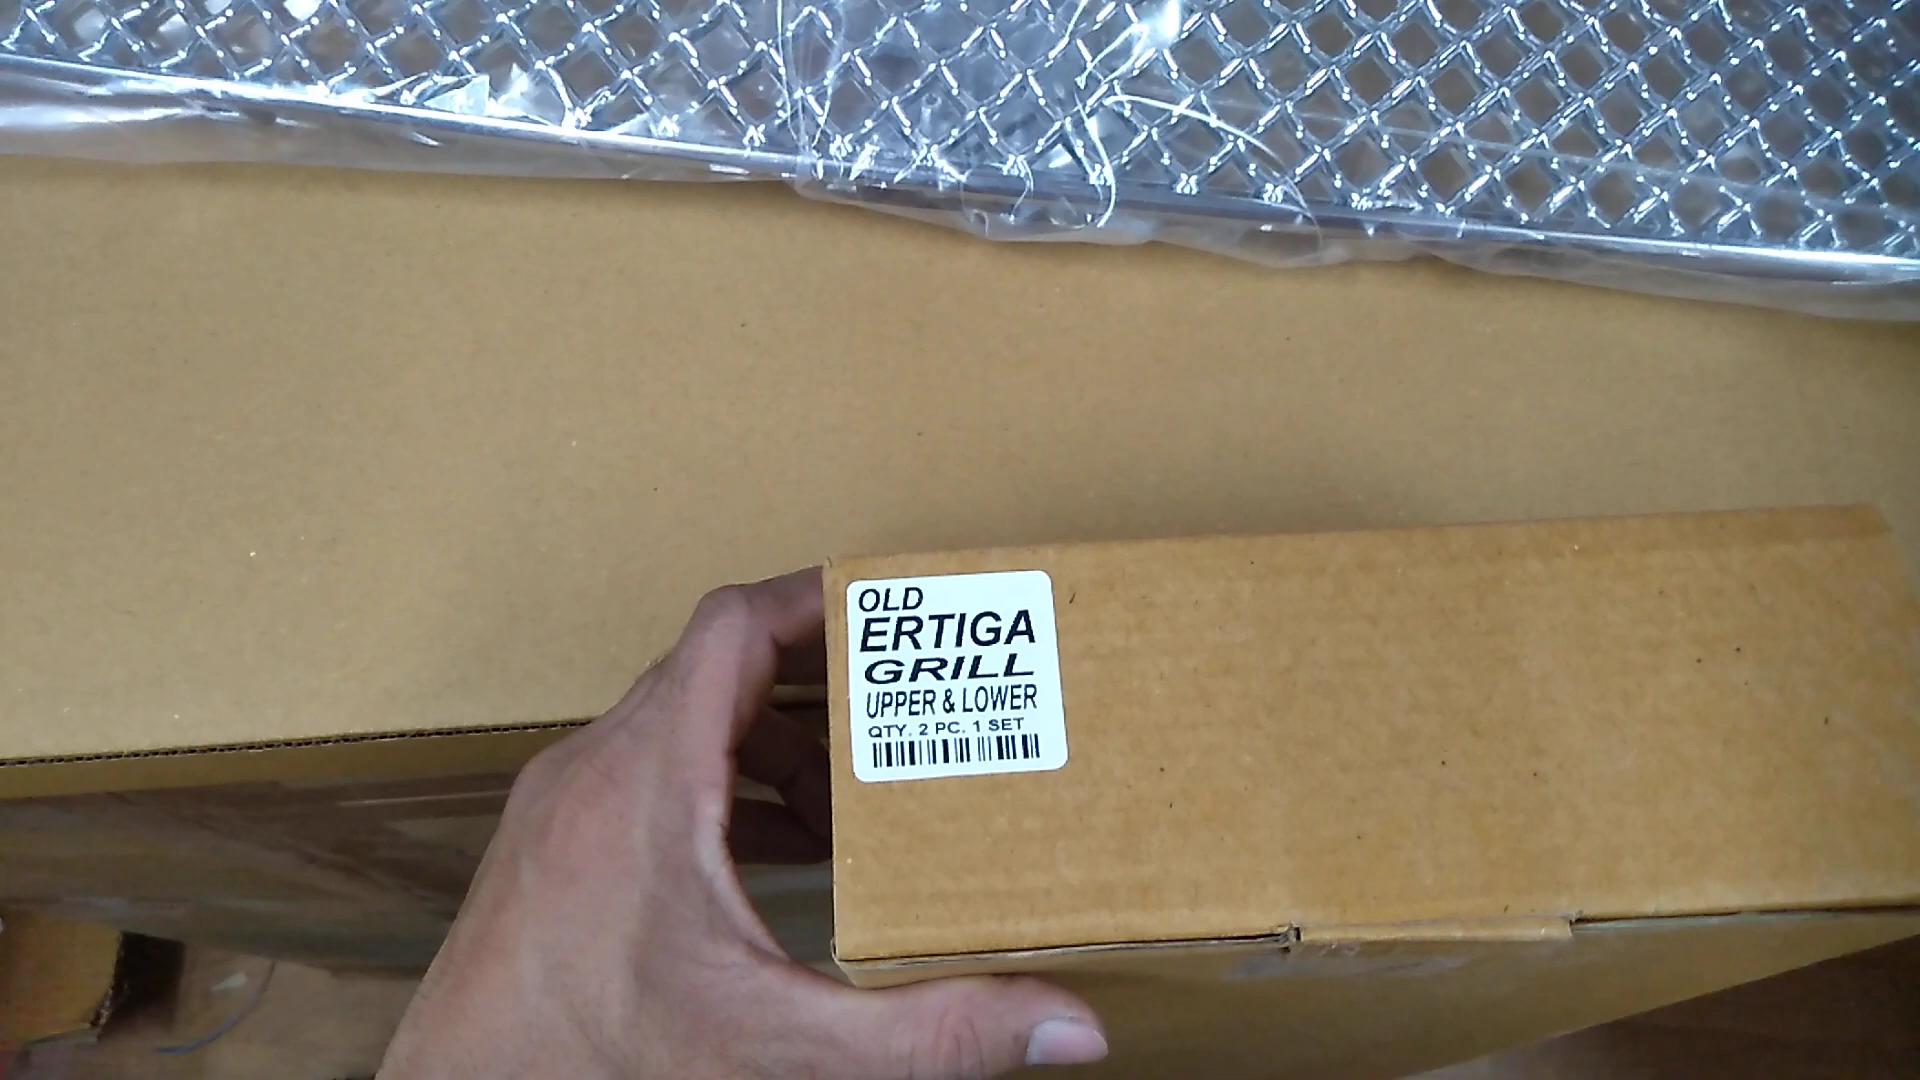 OLD
ERTIGA
GRILL
UPPER & LOWER
QTY. 2 PC. 1 SET